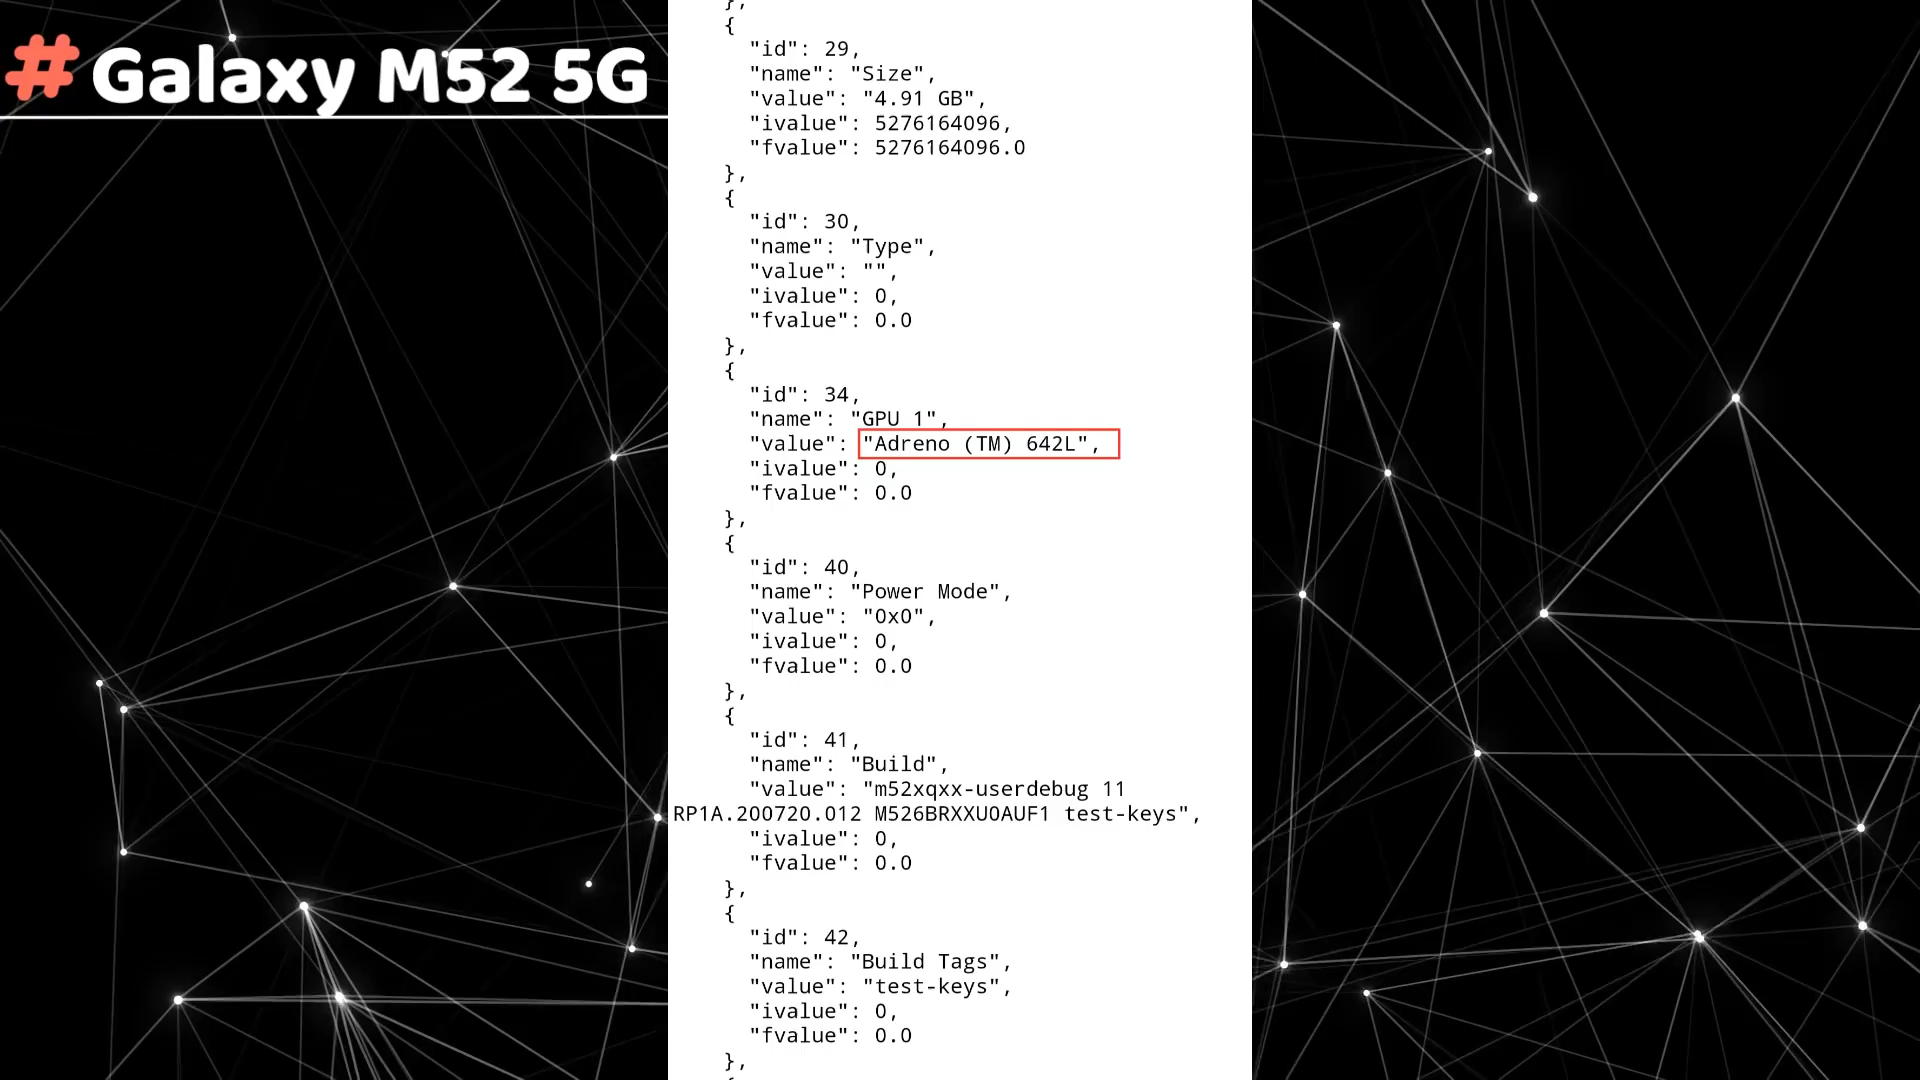 # Galaxy M52 5G
},
{
"id": 29,
"name": "Size",
"value": "4.91 GB",
"ivalue": 5276164096,
"fvalue": 5276164096.0
},
{
"id": 30,
"name": "Type",
"value": "",
"ivalue": 0,
"fvalue": 0.0
},
{
"id": 34,
"name": "GPU 1",
"value": "Adreno (TM) 642L",
"ivalue": 0,
"fvalue": 0.0
},
{
"id": 40,
"name": "Power Mode",
"value": "0x0",
"ivalue": 0,
"fvalue": 0.0
},
{
"id": 41,
"name": "Build",
"value": "m52xqxx-userdebug 11
RP1A.200720.012 M526BRXXU0AUF1 test-keys",
"ivalue": 0,
"fvalue": 0.0
},
{
"id": 42,
"name": "Build Tags",
"value": "test-keys",
"ivalue": 0,
"fvalue": 0.0
},